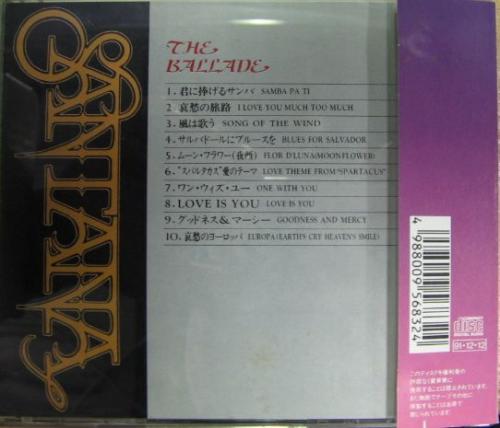 SANTANA
THE
BALLADE
1. 君に捧げるサンバ SAMBA PA TI
2. 哀愁の旅路 I LOVE YOU MUCH TOO MUCH
3. 風は歌う SONG OF THE WIND
4. サルバドールにブルースを BLUES FOR SALVADOR
5. ムーン・フラワー(夜門) FLOR D'LUNA(MOONFLOWER)
6. "スパルタカス"愛のテーマ LOVE THEME FROM "SPARTACUS"
7. ワン・ウィズ・ユー ONE WITH YOU
8. LOVE IS YOU LOVE IS YOU
9. グッドネス&マーシー GOODNESS AND MERCY
10. 哀愁のヨーロッパ EUROPA (EARTH'S CRY HEAVEN'S SMILE)
4 988009 568324
COMPACT
disc
DIGITAL AUDIO
91・12・12